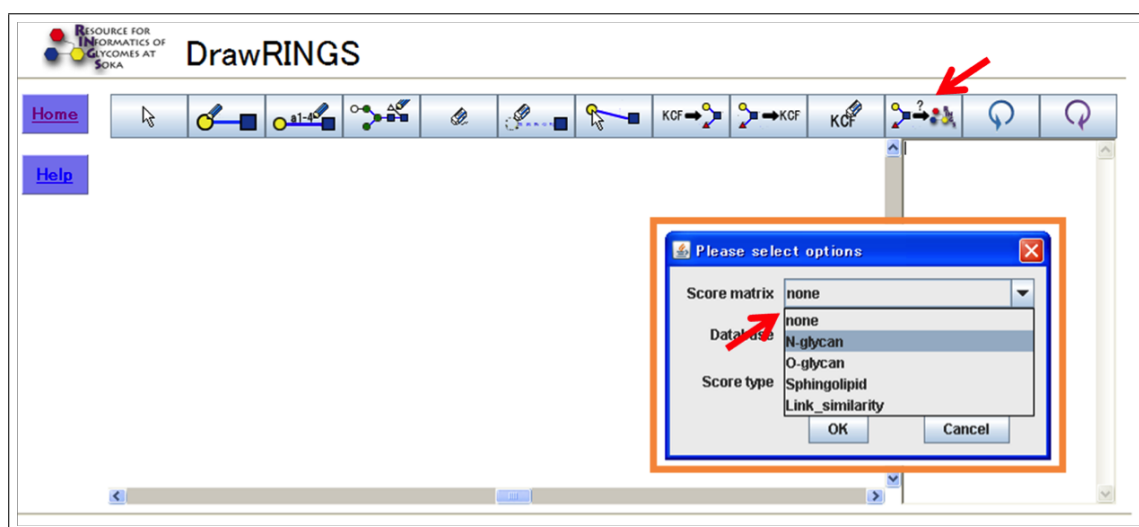 RESOURCE FOR
INFORMATICS OF
GLYCOMES AT
SOKA
DrawRINGS
Home
a1-4
KCF
KCF
KCF
?
Help
Please select options
Score matrix none
none
Database
N-glycan
O-glycan
Score type Sphingolipid
Link_similarity
OK Cancel